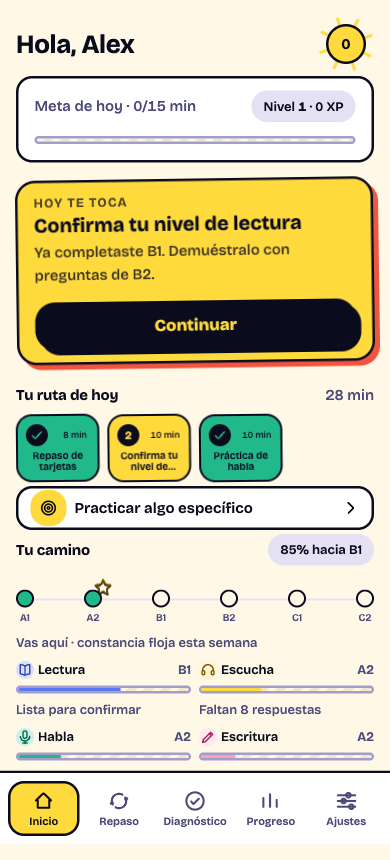 Hola, Alex
0
Meta de hoy · 0/15 min
Nivel 1 · 0 XP
HOY TE TOCA
Confirma tu nivel de lectura
Ya completaste B1. Demuéstralo con
preguntas de B2.
Continuar
Tu ruta de hoy
28 min
8 min
Repaso de
tarjetas
2
10 min
Confirma tu
nivel de…
10 min
Práctica de
habla
Practicar algo específico
Tu camino
85% hacia B1
A1
A2
B1
B2
C1
C2
Vas aquí · constancia floja esta semana
Lectura
B1
Lista para confirmar
Escucha
A2
Faltan 8 respuestas
Habla
A2
Escritura
A2
Inicio
Repaso
Diagnóstico
Progreso
Ajustes